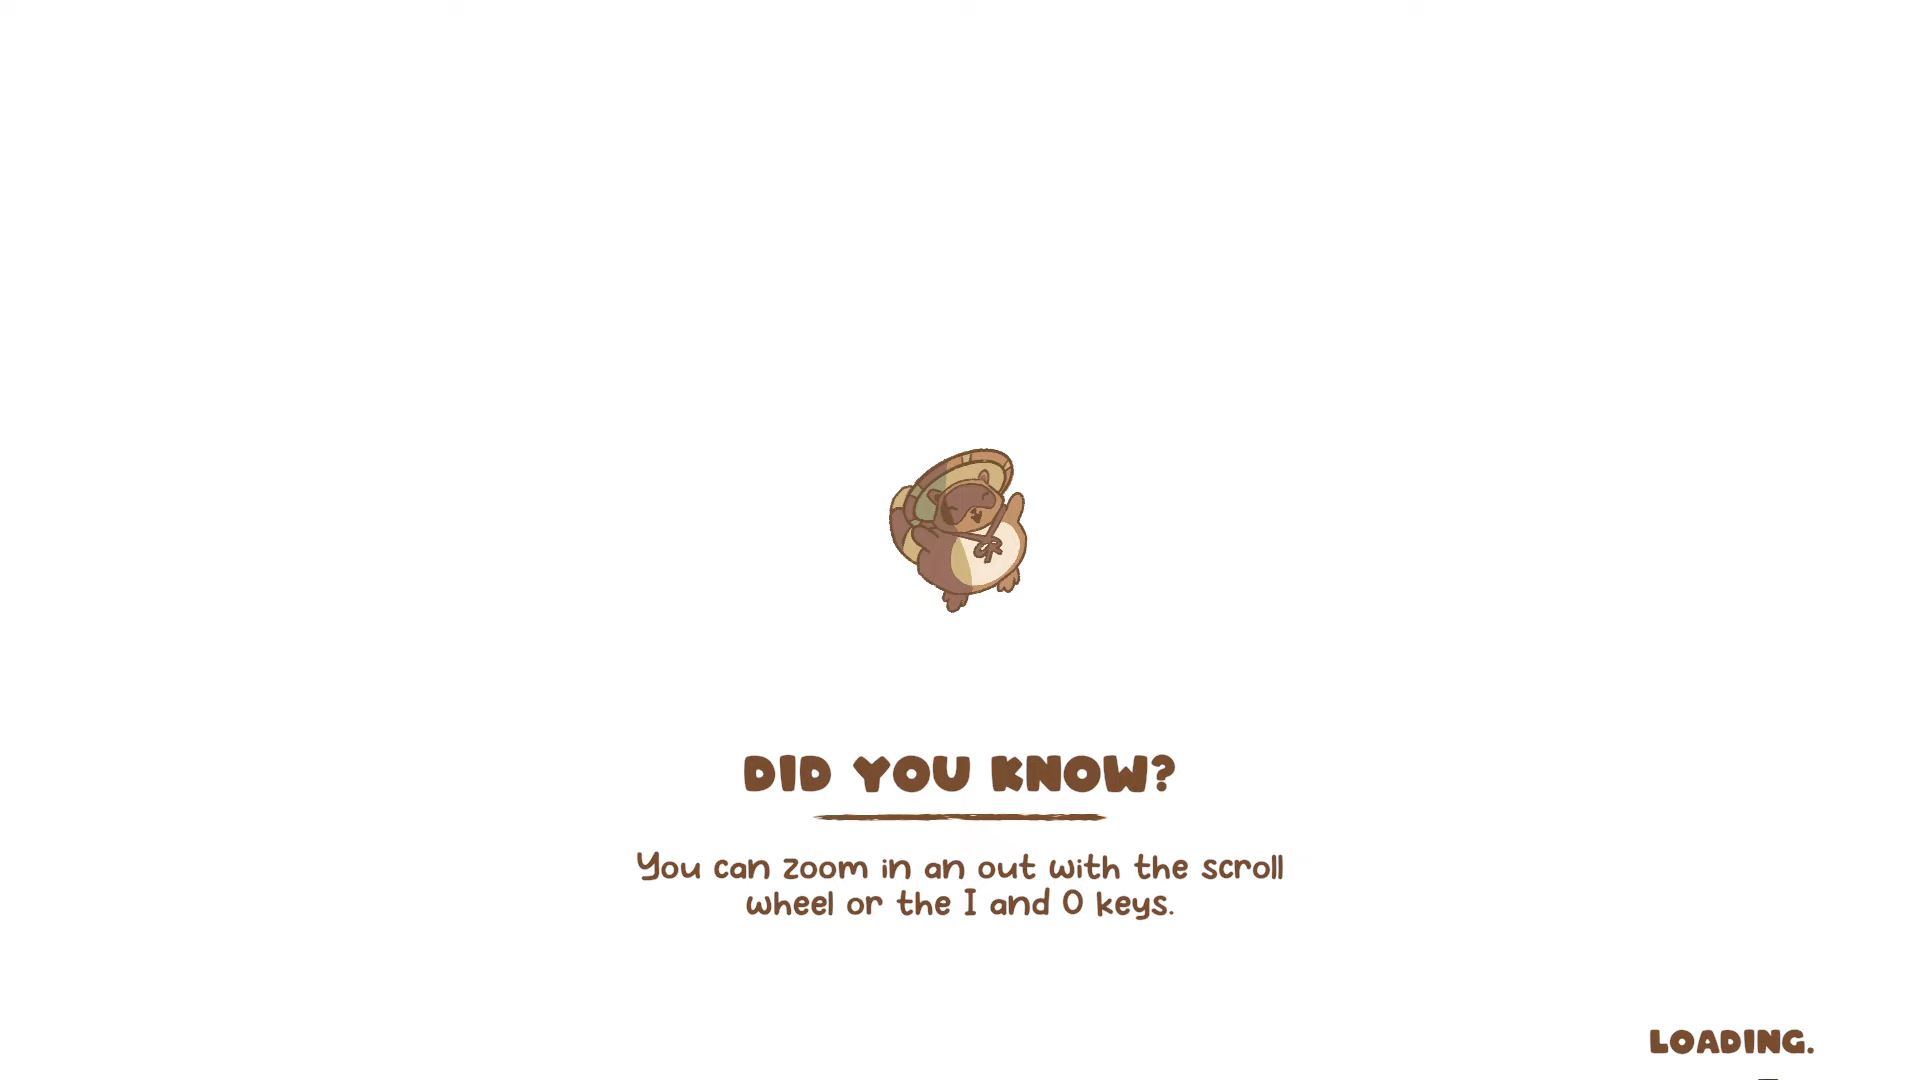 DID YOU KNOW?
You can zoom in an out with the scroll
wheel or the I and O keys.
LOADING.